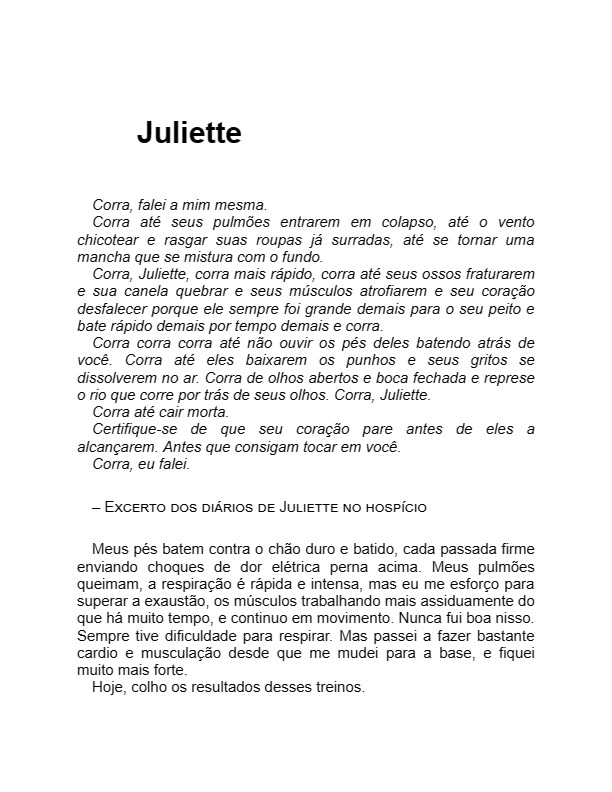 Juliette
Corra, falei a mim mesma.
Corra até seus pulmões entrarem em colapso, até o vento
chicotear e rasgar suas roupas já surradas, até se tornar uma
mancha que se mistura com o fundo.
Corra, Juliette, corra mais rápido, corra até seus ossos fraturarem
e sua canela quebrar e seus músculos atrofiarem e seu coração
desfalecer porque ele sempre foi grande demais para o seu peito e
bate rápido demais por tempo demais e corra.
Corra corra corra até não ouvir os pés deles batendo atrás de
você. Corra até eles baixarem os punhos e seus gritos se
dissolverem no ar. Corra de olhos abertos e boca fechada e represe
o rio que corre por trás de seus olhos. Corra, Juliette.
Corra até cair morta.
Certifique-se de que seu coração pare antes de eles a
alcançarem. Antes que consigam tocar em você.
Corra, eu falei.
– Excerto dos diários de Juliette no hospício
Meus pés batem contra o chão duro e batido, cada passada firme
enviando choques de dor elétrica perna acima. Meus pulmões
queimam, a respiração é rápida e intensa, mas eu me esforço para
superar a exaustão, os músculos trabalhando mais assiduamente do
que há muito tempo, e continuo em movimento. Nunca fui boa nisso.
Sempre tive dificuldade para respirar. Mas passei a fazer bastante
cardio e musculação desde que me mudei para a base, e fiquei
muito mais forte.
Hoje, colho os resultados desses treinos.